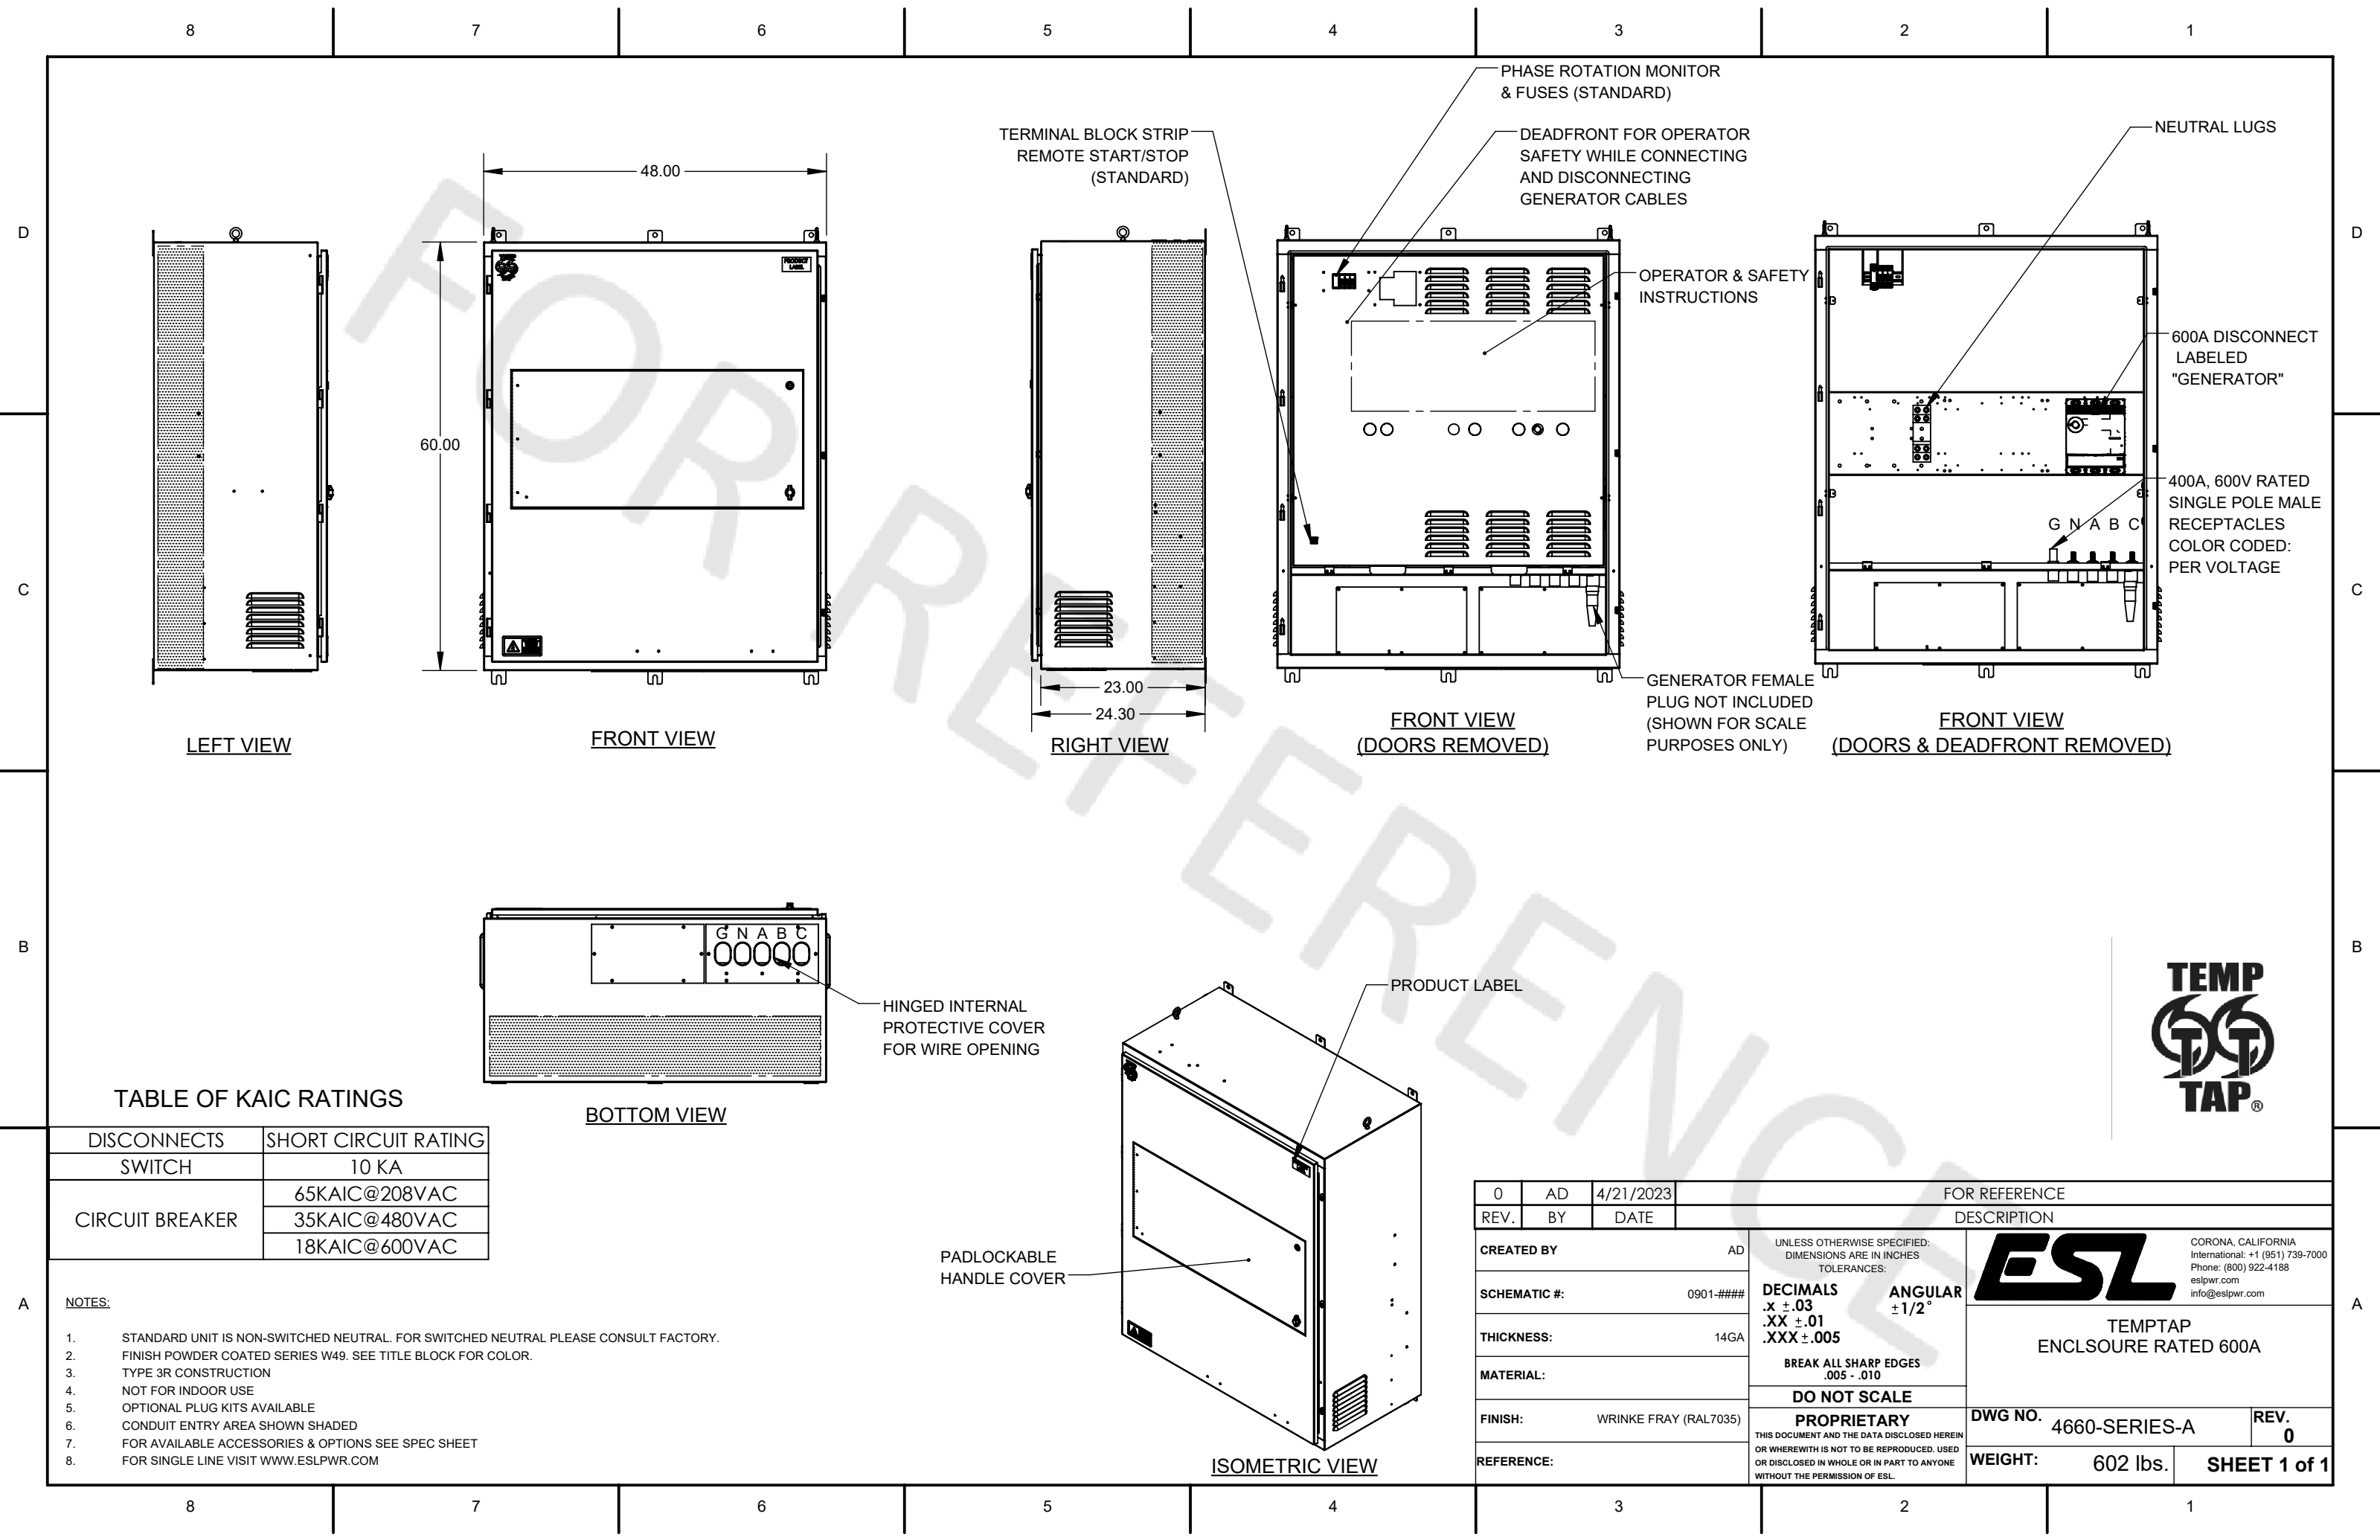 8 7 6 5 4 3 2 1
PHASE ROTATION MONITOR
& FUSES (STANDARD)
TERMINAL BLOCK STRIP
REMOTE START/STOP
(STANDARD)
DEADFRONT FOR OPERATOR
SAFETY WHILE CONNECTING
AND DISCONNECTING
GENERATOR CABLES
NEUTRAL LUGS
48.00
D
D
PRODUCT
LABEL
OPERATOR & SAFETY
INSTRUCTIONS
600A DISCONNECT
LABELED
"GENERATOR"
60.00
400A, 600V RATED
SINGLE POLE MALE
RECEPTACLES
COLOR CODED:
PER VOLTAGE
G N A B C
C
C
23.00
24.30
GENERATOR FEMALE
PLUG NOT INCLUDED
(SHOWN FOR SCALE
PURPOSES ONLY)
LEFT VIEW
FRONT VIEW
RIGHT VIEW
FRONT VIEW
(DOORS REMOVED)
FRONT VIEW
(DOORS & DEADFRONT REMOVED)
FOR REFERENCE
B
B
G N A B C
HINGED INTERNAL
PROTECTIVE COVER
FOR WIRE OPENING
BOTTOM VIEW
PRODUCT LABEL
PADLOCKABLE
HANDLE COVER
ISOMETRIC VIEW
TEMP
TT
TAP®
TABLE OF KAIC RATINGS
DISCONNECTS SHORT CIRCUIT RATING
SWITCH 10 KA
CIRCUIT BREAKER
65KAIC@208VAC
35KAIC@480VAC
18KAIC@600VAC
A
A
NOTES:
1. STANDARD UNIT IS NON-SWITCHED NEUTRAL. FOR SWITCHED NEUTRAL PLEASE CONSULT FACTORY.
2. FINISH POWDER COATED SERIES W49. SEE TITLE BLOCK FOR COLOR.
3. TYPE 3R CONSTRUCTION
4. NOT FOR INDOOR USE
5. OPTIONAL PLUG KITS AVAILABLE
6. CONDUIT ENTRY AREA SHOWN SHADED
7. FOR AVAILABLE ACCESSORIES & OPTIONS SEE SPEC SHEET
8. FOR SINGLE LINE VISIT WWW.ESLPWR.COM
0 AD 4/21/2023 FOR REFERENCE
REV. BY DATE DESCRIPTION
CREATED BY AD
SCHEMATIC #: 0901-####
THICKNESS: 14GA
MATERIAL:
FINISH: WRINKE FRAY (RAL7035)
REFERENCE:
UNLESS OTHERWISE SPECIFIED:
DIMENSIONS ARE IN INCHES
TOLERANCES:
DECIMALS ANGULAR
.X ±.03 ±1/2°
.XX ±.01
.XXX ±.005
BREAK ALL SHARP EDGES
.005 - .010
DO NOT SCALE
PROPRIETARY
THIS DOCUMENT AND THE DATA DISCLOSED HEREIN
OR WHEREWITH IS NOT TO BE REPRODUCED. USED
OR DISCLOSED IN WHOLE OR IN PART TO ANYONE
WITHOUT THE PERMISSION OF ESL.
ESL
CORONA, CALIFORNIA
International: +1 (951) 739-7000
Phone: (800) 922-4188
eslpwr.com
info@eslpwr.com
TEMPTAP
ENCLSOURE RATED 600A
DWG NO. 4660-SERIES-A
REV.
0
WEIGHT: 602 lbs.
SHEET 1 of 1
8 7 6 5 4 3 2 1